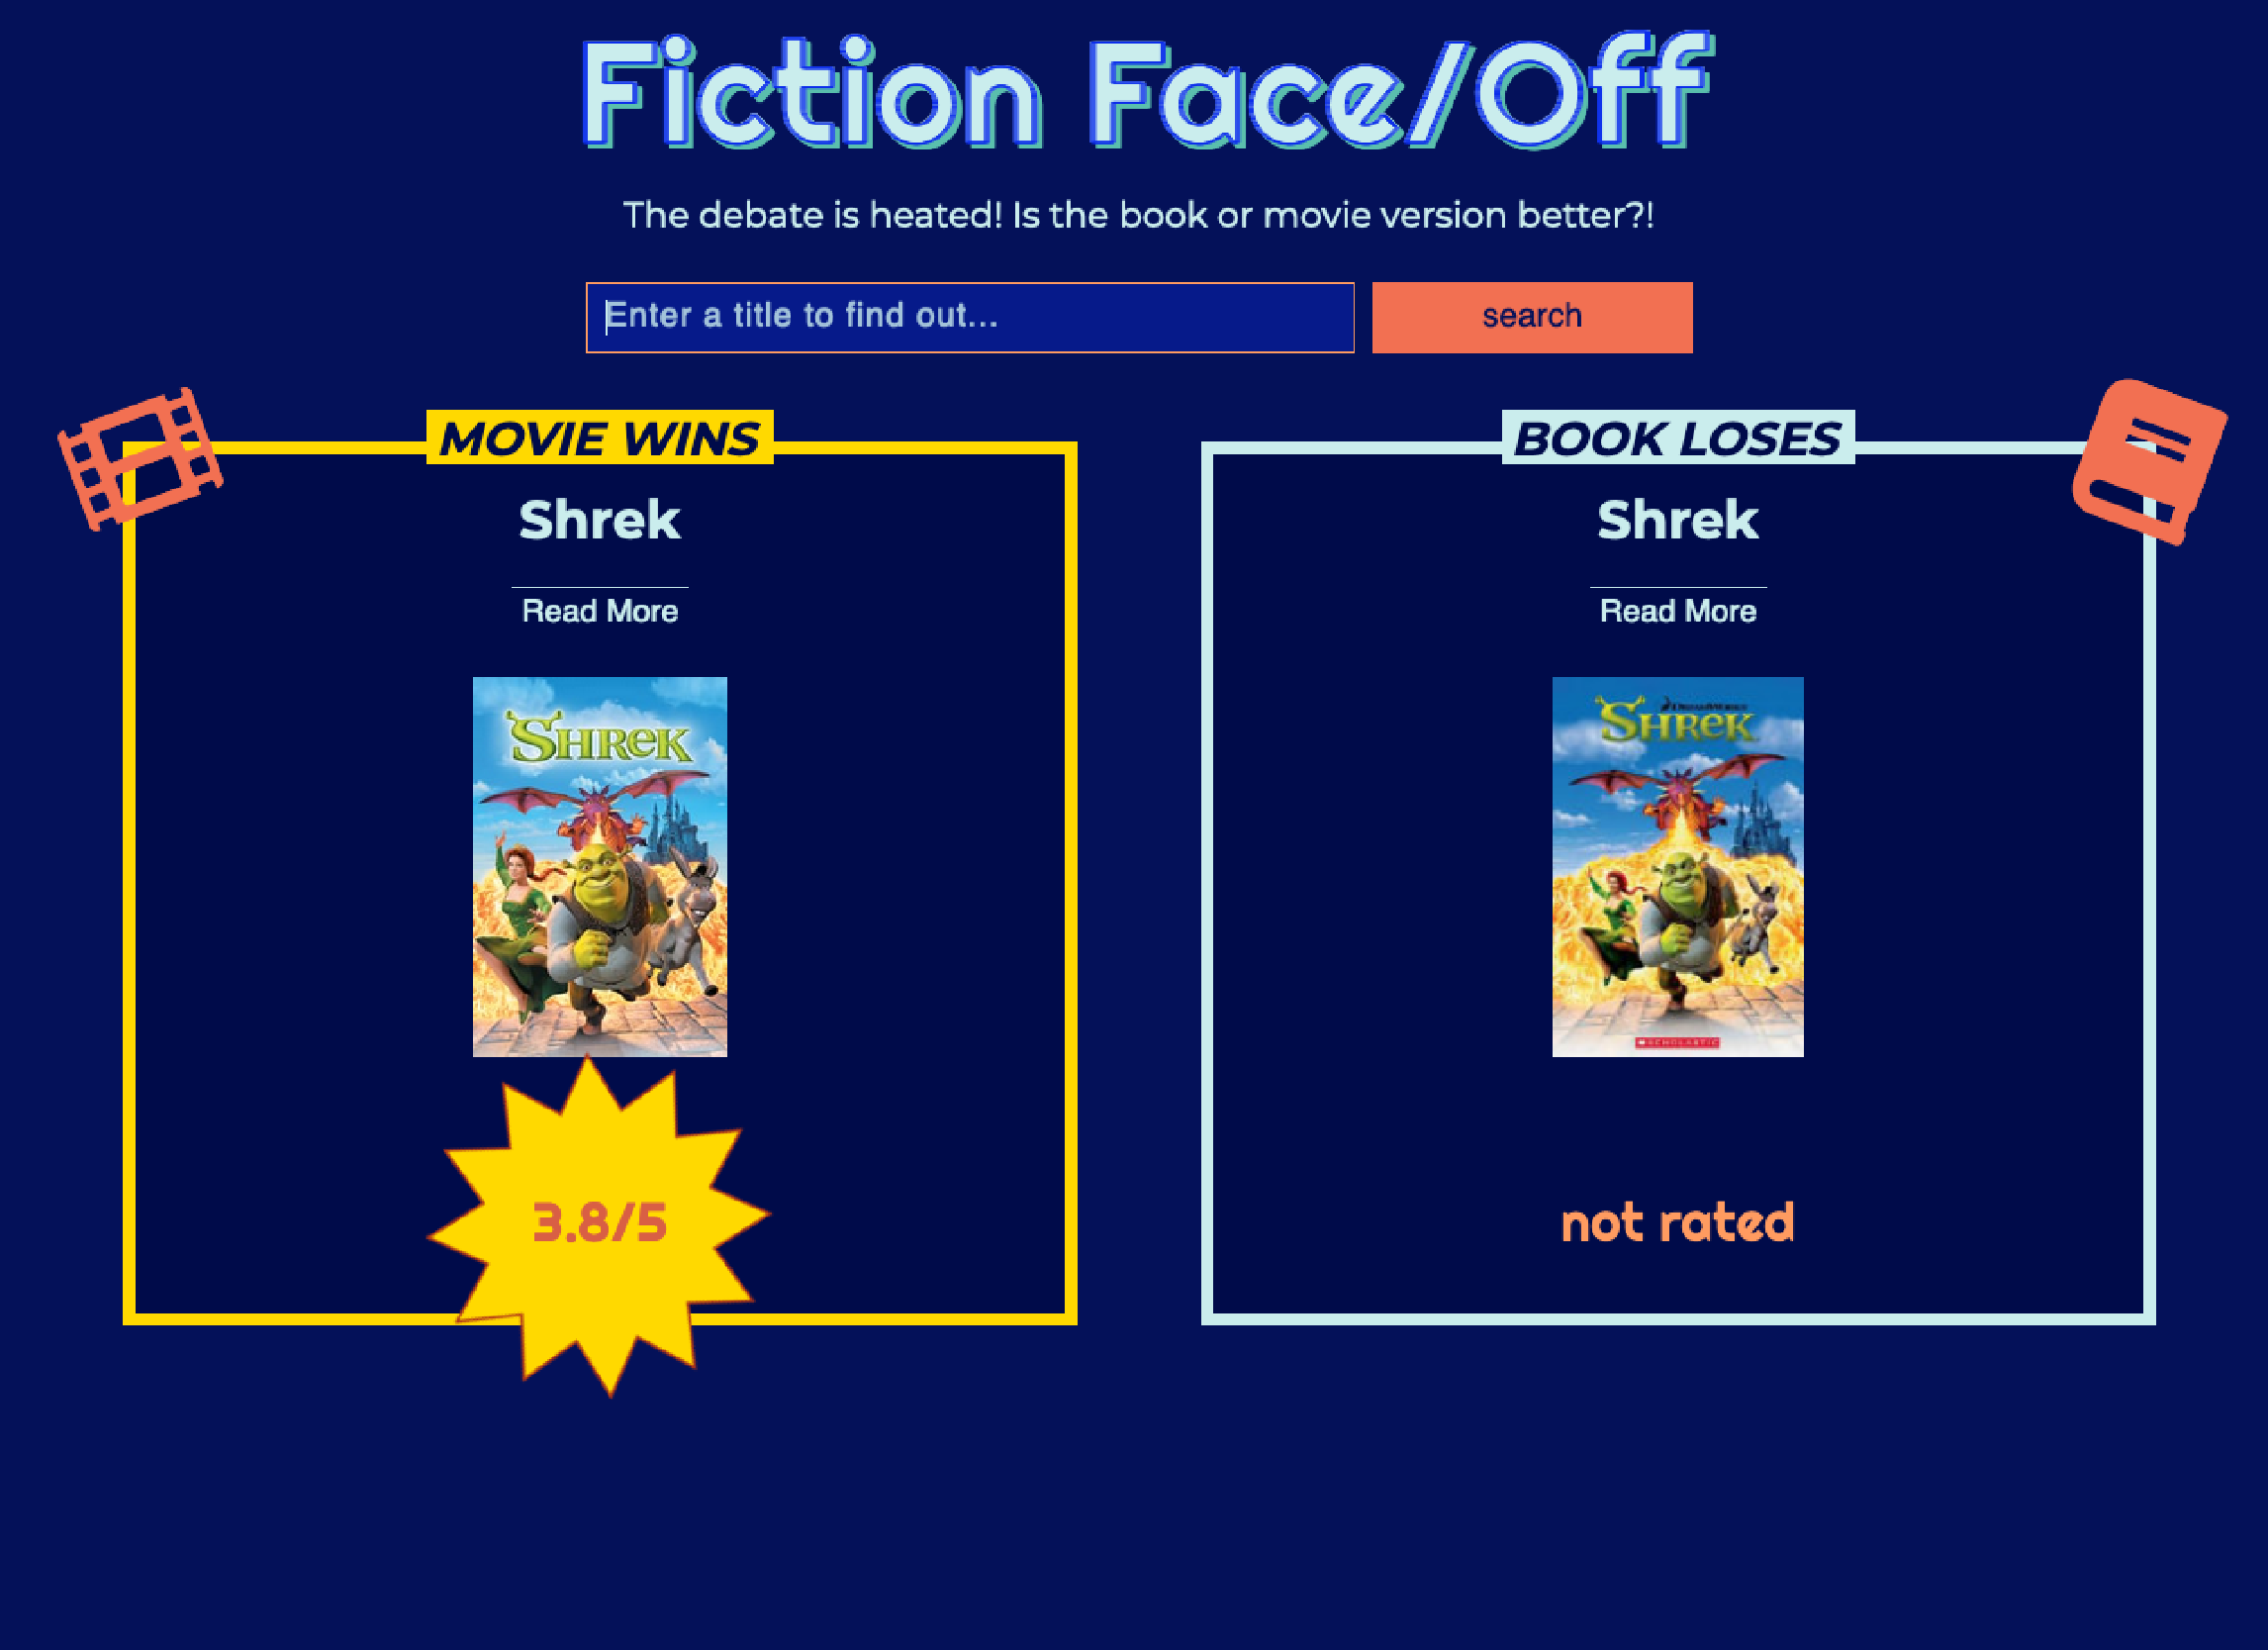 Fiction Face/Off
The debate is heated! Is the book or movie version better?!
Enter a title to find out...
search
MOVIE WINS
Shrek
Read More
SHREK
3.8/5
BOOK LOSES
Shrek
Read More
DREAMWORKS
SHREK
SCHOLASTIC
not rated